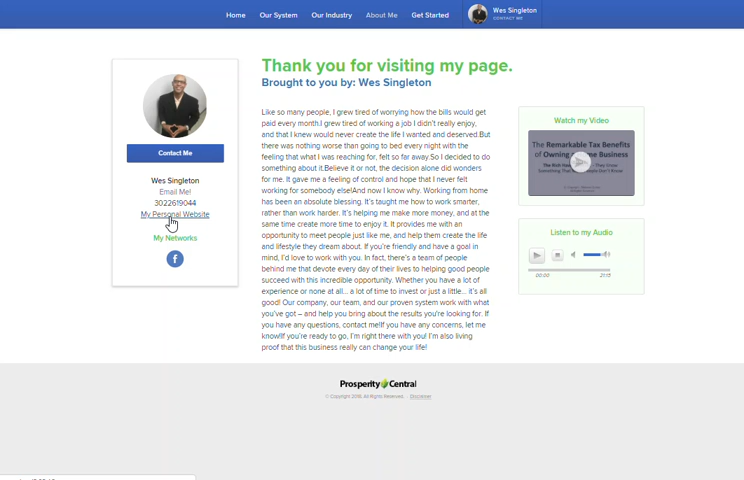 Home Our System Our Industry About Me Get Started Wes Singleton
CONTACT ME
Thank you for visiting my page.
Brought to you by: Wes Singleton
Contact Me
Wes Singleton
Email Me!
3022619044
My Personal Website
My Networks
f
Like so many people, I grew tired of worrying how the bills would get
paid every month.I grew tired of working a job I didn't really enjoy,
and that I knew would never create the life I wanted and deserved.But
there was nothing worse than going to bed every night with the
feeling that what I was reaching for, felt so far away.So I decided to do
something about it.Believe it or not, the decision alone did wonders
for me. It gave me a feeling of control and hope that I never felt
working for somebody else!And now I know why. Working from home
has been an absolute blessing. It's taught me how to work smarter,
rather than work harder. It's helping me make more money, and at the
same time create more time to enjoy it. It provides me with an
opportunity to meet people just like me, and help them create the life
and lifestyle they dream about. If you're friendly and have a goal in
mind, I'd love to work with you. In fact, there's a team of people
behind me that devote every day of their lives to helping good people
succeed with this incredible opportunity. Whether you have a lot of
experience or none at all... a lot of time to invest or just a little... it's all
good! Our company, our team, and our proven system work with what
you've got – and help you bring about the results you're looking for. If
you have any questions, contact me!If you have any concerns, let me
know!If you're ready to go, I'm right there with you! I'm also living
proof that this business really can change your life!
Watch my Video
The Remarkable Tax Benefits
of Owning a Home Business
Listen to my Audio
00:00 21:15
Prosperity Central
© Copyright 2016. All Rights Reserved. Disclaimer